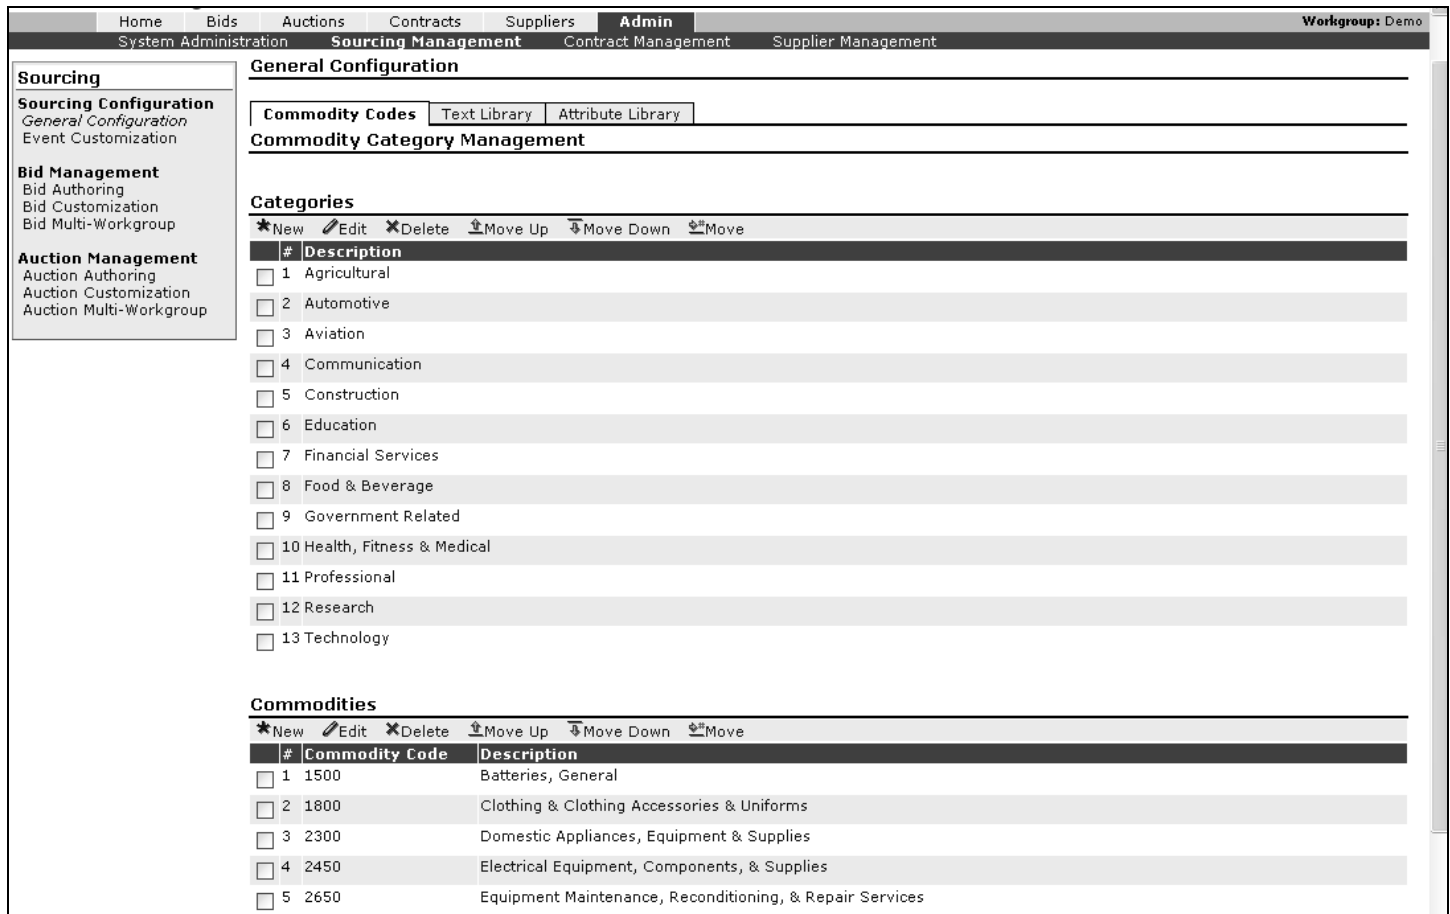 Home Bids Auctions Contracts Suppliers Admin Workgroup: Demo
System Administration Sourcing Management Contract Management Supplier Management
Sourcing
Sourcing Configuration
General Configuration
Event Customization
Bid Management
Bid Authoring
Bid Customization
Bid Multi-Workgroup
Auction Management
Auction Authoring
Auction Customization
Auction Multi-Workgroup
General Configuration
Commodity Codes Text Library Attribute Library
Commodity Category Management
Categories
New Edit Delete Move Up Move Down Move
# Description
1 Agricultural
2 Automotive
3 Aviation
4 Communication
5 Construction
6 Education
7 Financial Services
8 Food & Beverage
9 Government Related
10 Health, Fitness & Medical
11 Professional
12 Research
13 Technology
Commodities
New Edit Delete Move Up Move Down Move
# Commodity Code Description
1 1500 Batteries, General
2 1800 Clothing & Clothing Accessories & Uniforms
3 2300 Domestic Appliances, Equipment & Supplies
4 2450 Electrical Equipment, Components, & Supplies
5 2650 Equipment Maintenance, Reconditioning, & Repair Services